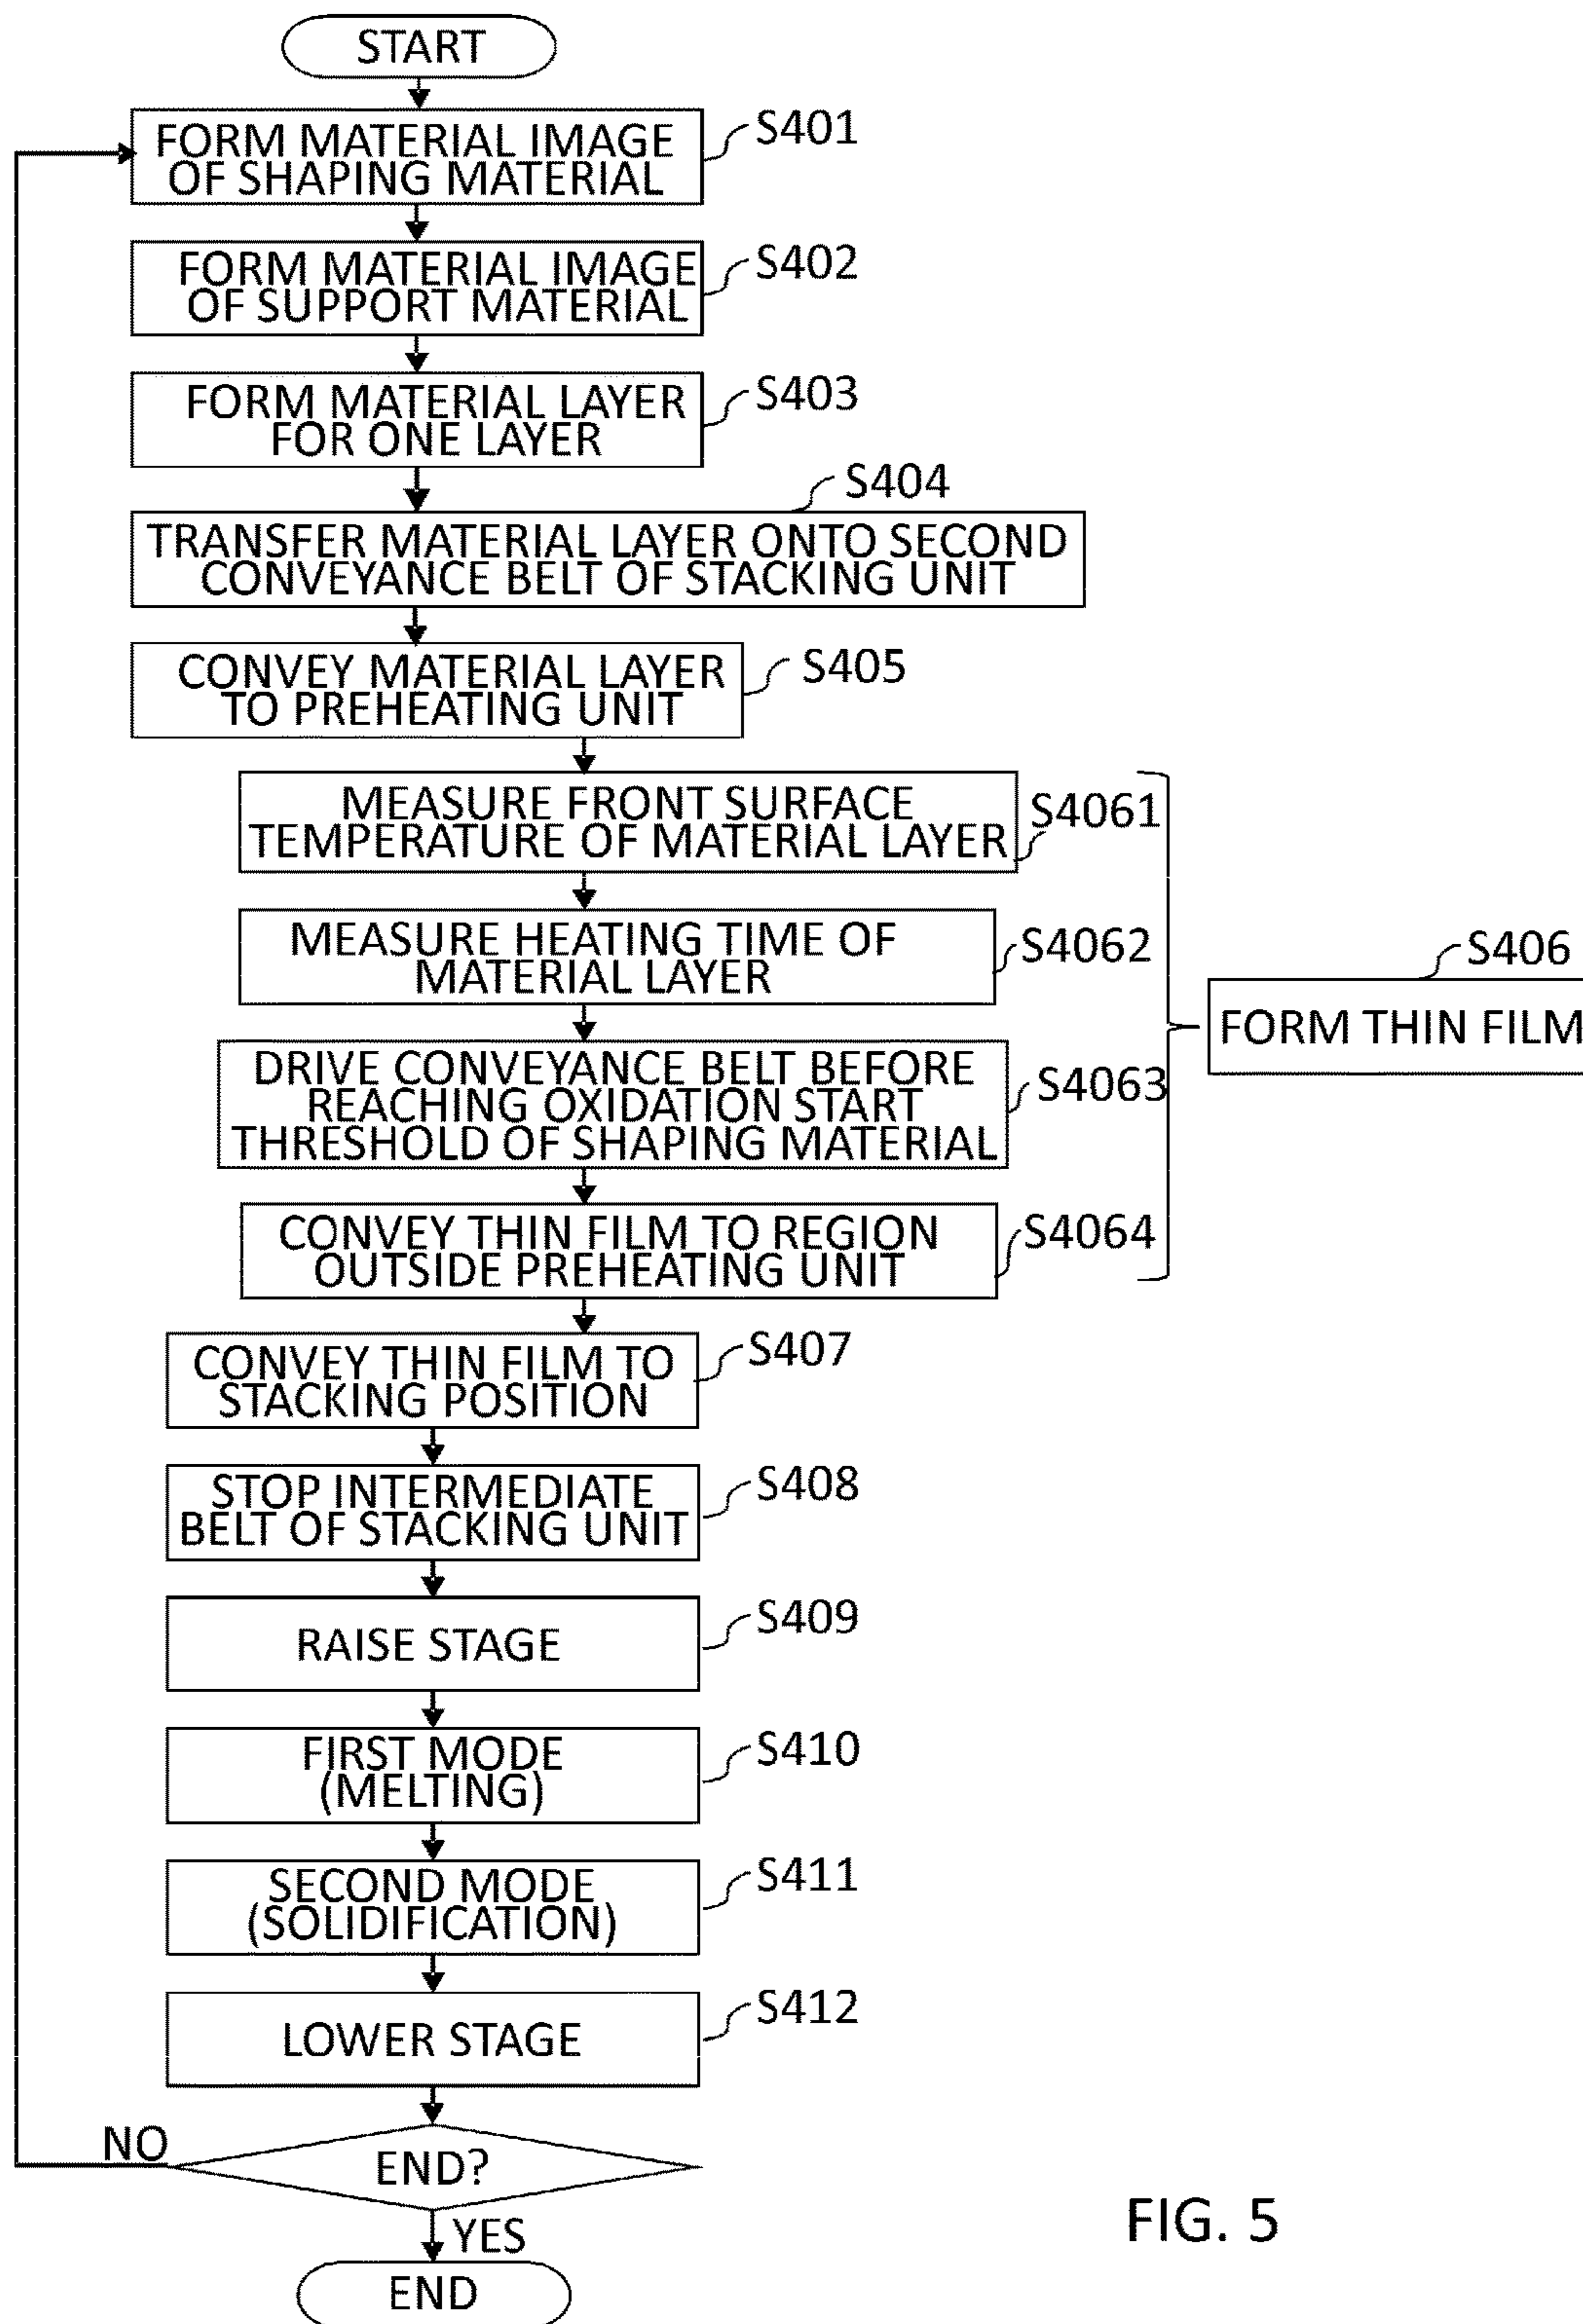 START
FORM MATERIAL IMAGE
OF SHAPING MATERIAL
S401
FORM MATERIAL IMAGE
OF SUPPORT MATERIAL
S402
FORM MATERIAL LAYER
FOR ONE LAYER
S403
S404
TRANSFER MATERIAL LAYER ONTO SECOND
CONVEYANCE BELT OF STACKING UNIT
CONVEY MATERIAL LAYER
TO PREHEATING UNIT
S405
MEASURE FRONT SURFACE
TEMPERATURE OF MATERIAL LAYER
S4061
MEASURE HEATING TIME OF
MATERIAL LAYER
S4062
S406
FORM THIN FILM
DRIVE CONVEYANCE BELT BEFORE
REACHING OXIDATION START
THRESHOLD OF SHAPING MATERIAL
S4063
CONVEY THIN FILM TO REGION
OUTSIDE PREHEATING UNIT
S4064
CONVEY THIN FILM TO
STACKING POSITION
S407
STOP INTERMEDIATE
BELT OF STACKING UNIT
S408
RAISE STAGE
S409
FIRST MODE
(MELTING)
S410
SECOND MODE
(SOLIDIFICATION)
S411
LOWER STAGE
S412
NO
END?
YES
END
FIG. 5